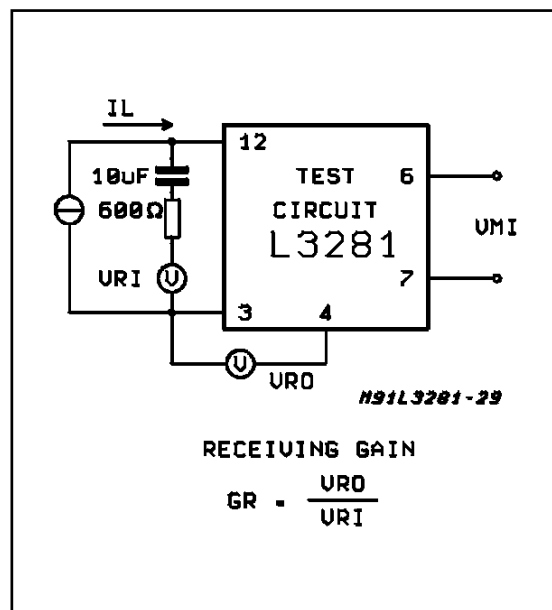 IL
12
10uF
TEST
6
600Ω
CIRCUIT
L3281
VMI
VRI
V
7
3
4
V
VRO
M91L3281-29
RECEIVING GAIN
GR = VRO
VRI